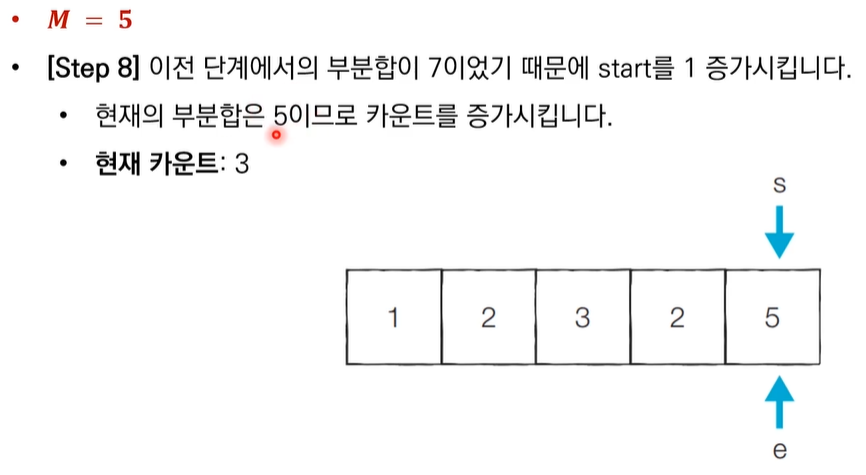 • M = 5
• [Step 8] 이전 단계에서의 부분합이 7이었기 때문에 start를 1 증가시킵니다.
• 현재의 부분합은 5이므로 카운트를 증가시킵니다.
• 현재 카운트: 3
s
1 2 3 2 5
e